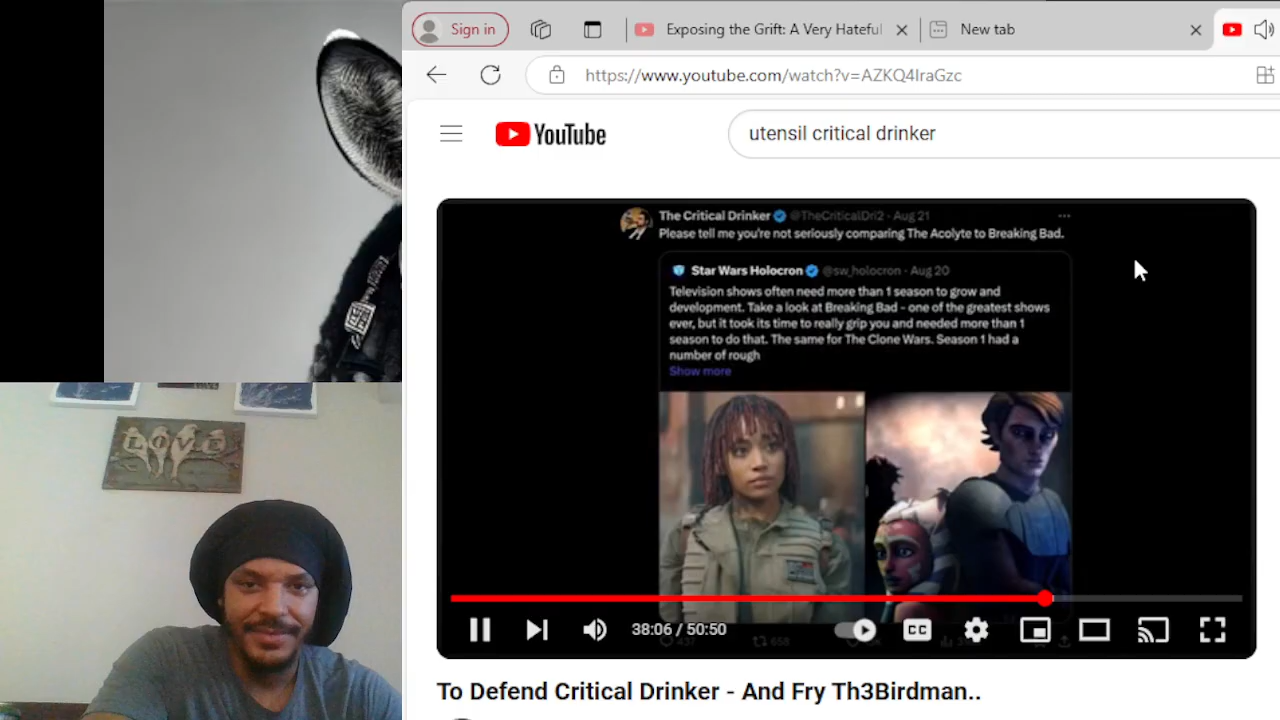 Sign in
Exposing the Grift: A Very Hateful
New tab
https://www.youtube.com/watch?v=AZKQ4IraGzc
YouTube
utensil critical drinker
The Critical Drinker @TheCriticalDri2 · Aug 21
Please tell me you're not seriously comparing The Acolyte to Breaking Bad.
Star Wars Holocron @sw_holocron · Aug 20
Television shows often need more than 1 season to grow and
development. Take a look at Breaking Bad - one of the greatest shows
ever, but it took its time to really grip you and needed more than 1
season to do that. The same for The Clone Wars. Season 1 had a
number of rough
Show more
LOVE
38:06 / 50:50
CC
658
To Defend Critical Drinker - And Fry Th3Birdman..